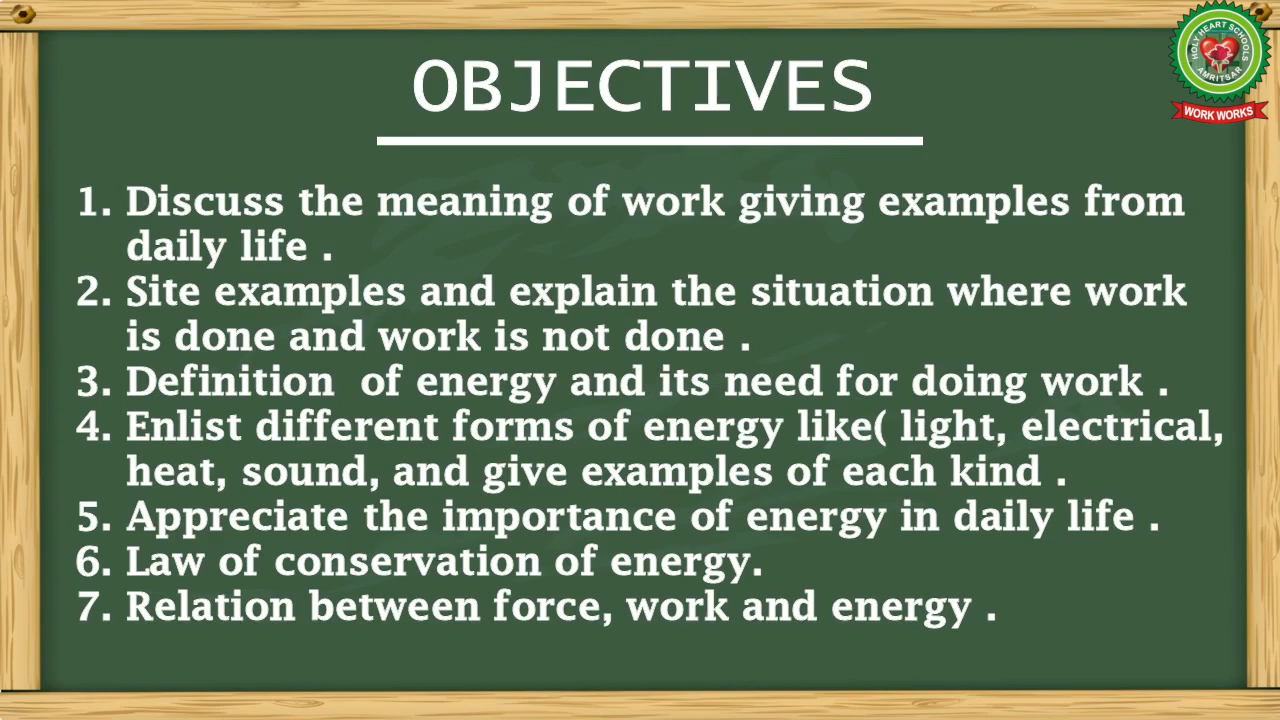 HOLY HEART SCHOOLS
AMRITSAR
WORK WORKS
OBJECTIVES
1. Discuss the meaning of work giving examples from
daily life .
2. Site examples and explain the situation where work
is done and work is not done .
3. Definition  of energy and its need for doing work .
4. Enlist different forms of energy like( light, electrical,
heat, sound, and give examples of each kind .
5. Appreciate the importance of energy in daily life .
6. Law of conservation of energy.
7. Relation between force, work and energy .